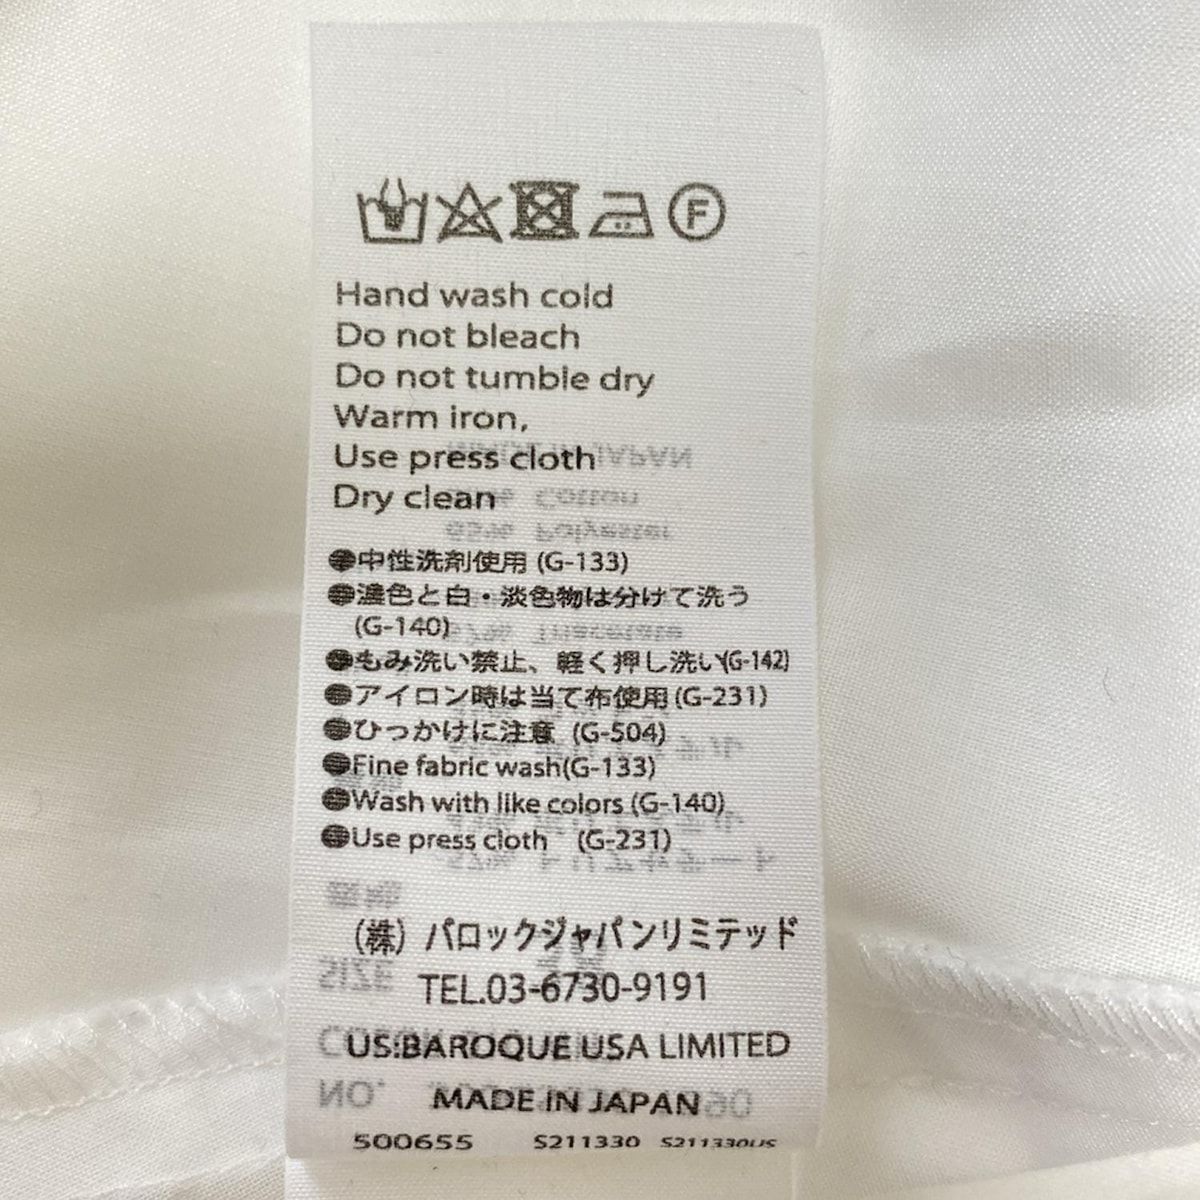 F
Hand wash cold
Do not bleach
Do not tumble dry
Warm iron,
Use press cloth
Dry clean
●中性洗剤使用 (G-133)
●濃色と白・淡色物は分けて洗う
(G-140)
●もみ洗い禁止、軽く押し洗い(G-142)
●アイロン時は当て布使用 (G-231)
●ひっかけに注意 (G-504)
●Fine fabric wash(G-133)
●Wash with like colors (G-140)
●Use press cloth (G-231)
(株) バロックジャパンリミテッド
TEL.03-6730-9191
US:BAROQUE USA LIMITED
MADE IN JAPAN
500655 S211330 S211330US